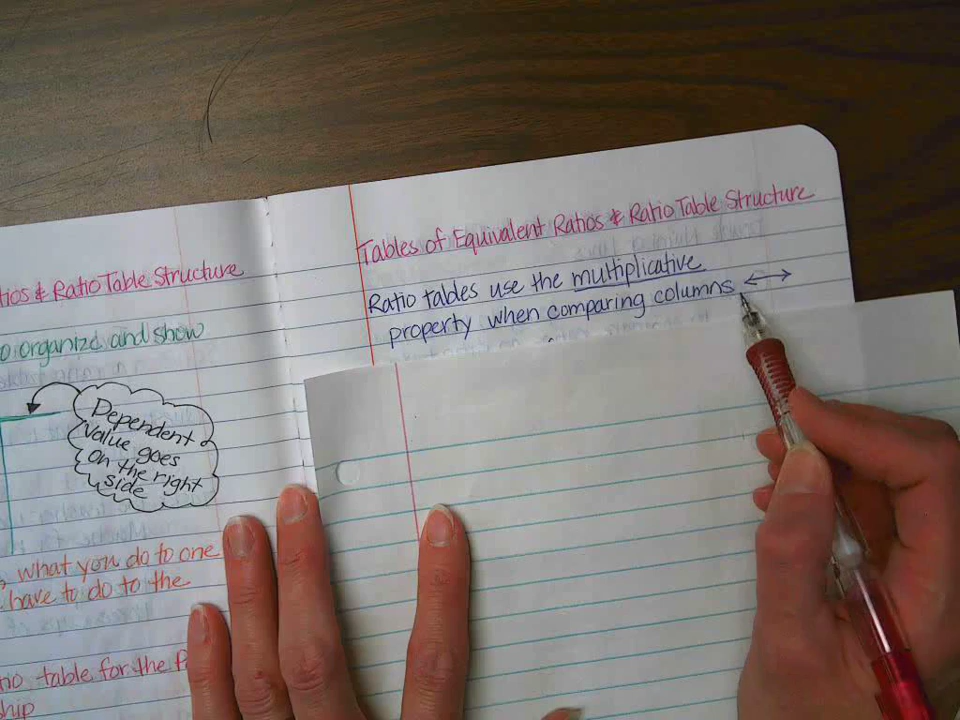 tios & Ratio Table Structure
o organize and show
Dependent
value goes
on the right
side
what you do to one
have to do to the
tio table for the
ship
Tables of Equivalent Ratios & Ratio Table Structure
Ratio tables use the multiplicative
property when comparing columns ↔